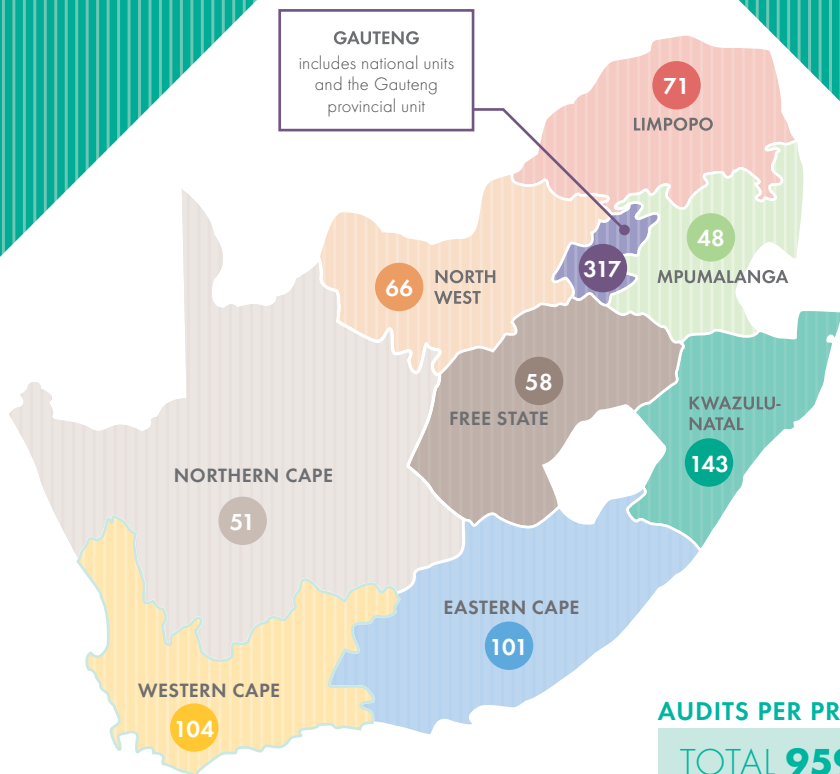 GAUTENG
includes national units
and the Gauteng
provincial unit
71
LIMPOPO
48
MPUMALANGA
317
66
NORTH
WEST
58
FREE STATE
KWAZULU-
NATAL
143
NORTHERN CAPE
51
EASTERN CAPE
101
WESTERN CAPE
104
AUDITS PER
TOTAL